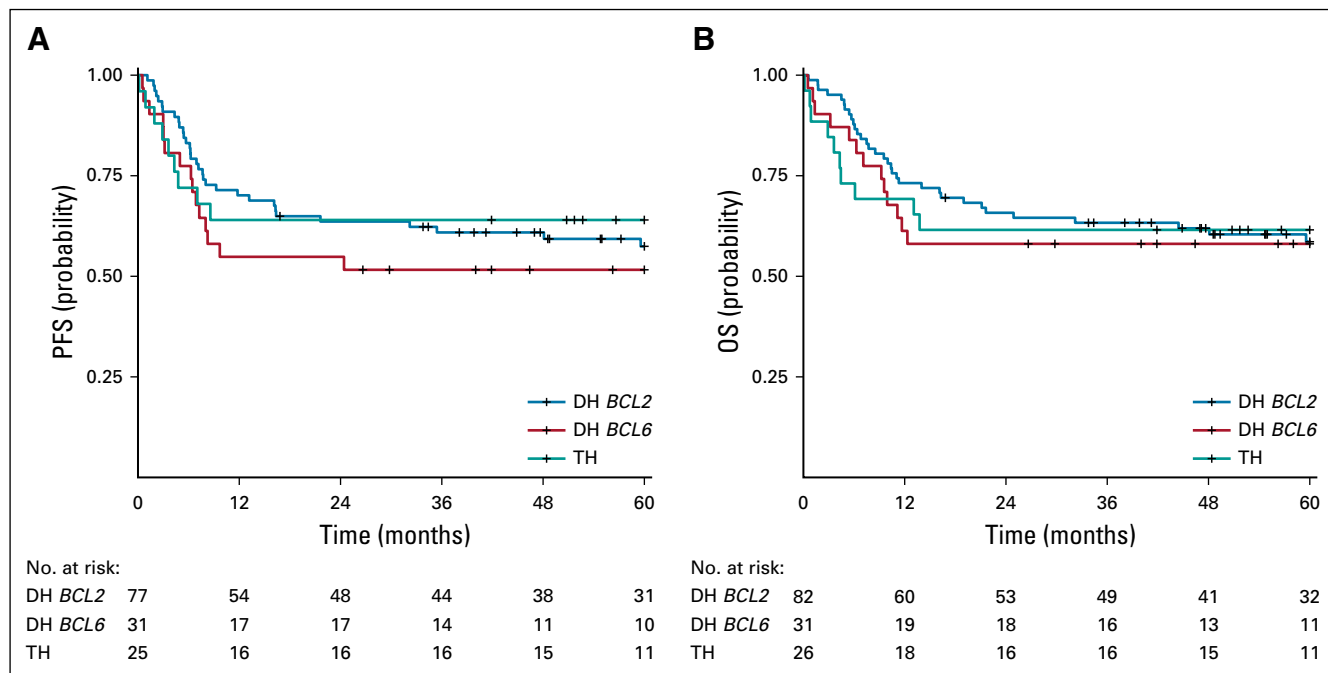 A
1.00
0.75
0.50
0.25
PFS (probability)
DH BCL2
DH BCL6
TH
0 12 24 36 48 60
Time (months)
No. at risk:
DH BCL2 77 54 48 44 38 31
DH BCL6 31 17 17 14 11 10
TH 25 16 16 16 15 11
B
1.00
0.75
0.50
0.25
OS (probability)
DH BCL2
DH BCL6
TH
0 12 24 36 48 60
Time (months)
No. at risk:
DH BCL2 82 60 53 49 41 32
DH BCL6 31 19 18 16 13 11
TH 26 18 16 16 15 11